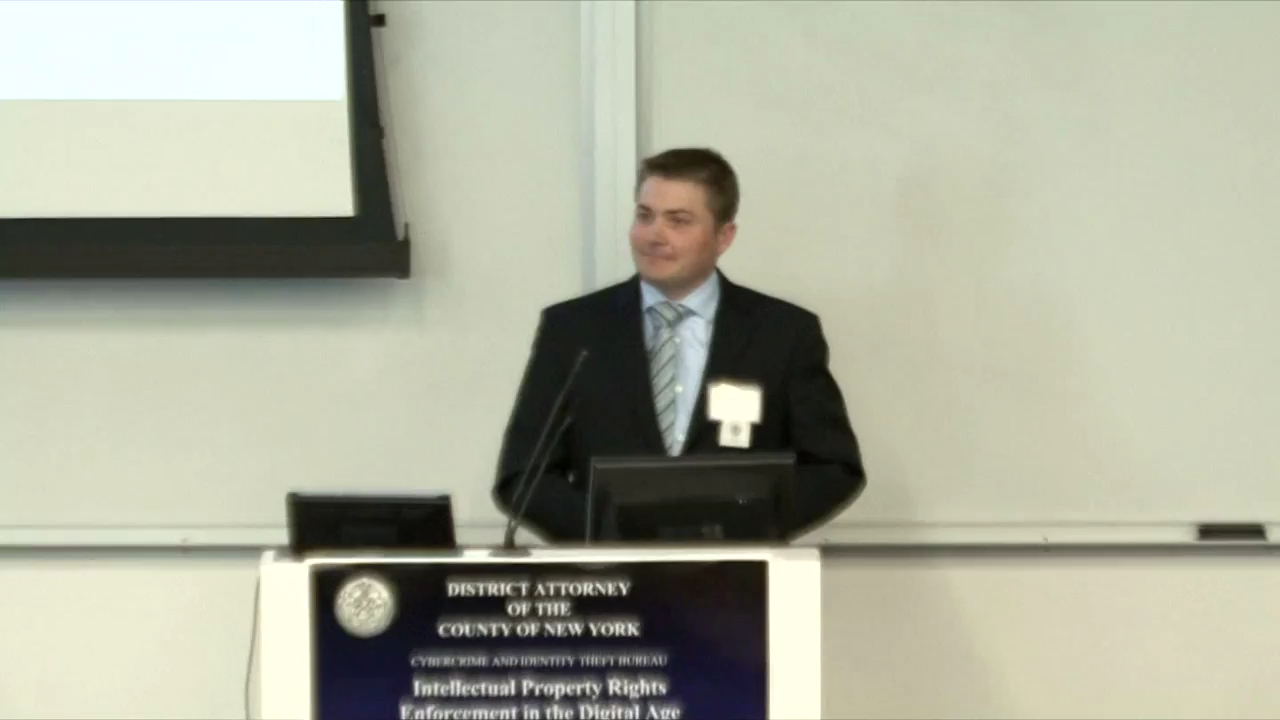 DISTRICT ATTORNEY
OF THE
COUNTY OF NEW YORK
CYBERCRIME AND IDENTITY THEFT BUREAU
Intellectual Property Rights
Enforcement in the Digital Age